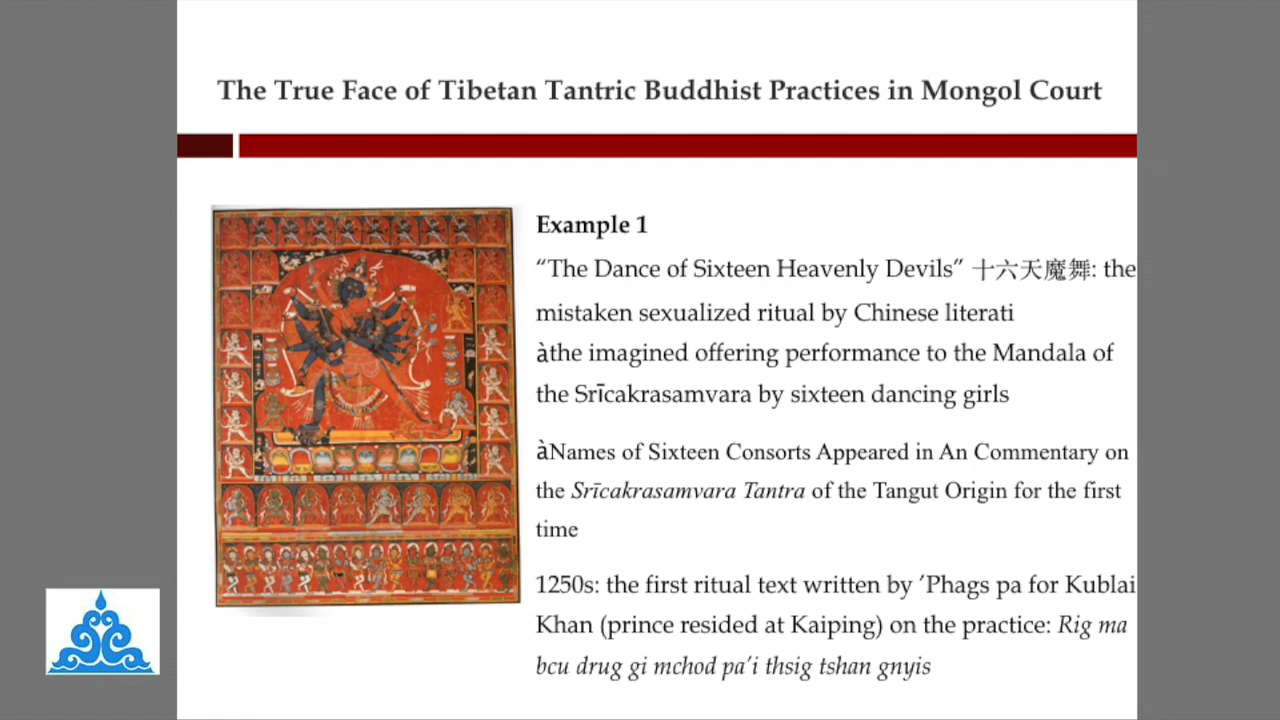 The True Face of Tibetan Tantric Buddhist Practices in Mongol Court
Example 1
“The Dance of Sixteen Heavenly Devils” 十六天魔舞: the
mistaken sexualized ritual by Chinese literati
àthe imagined offering performance to the Mandala of
the Srīcakrasamvara by sixteen dancing girls
àNames of Sixteen Consorts Appeared in An Commentary on
the Srīcakrasamvara Tantra of the Tangut Origin for the first
time
1250s: the first ritual text written by ‘Phags pa for Kublai
Khan (prince resided at Kaiping) on the practice: Rig ma
bcu drug gi mchod pa’i thsig tshan gnyis